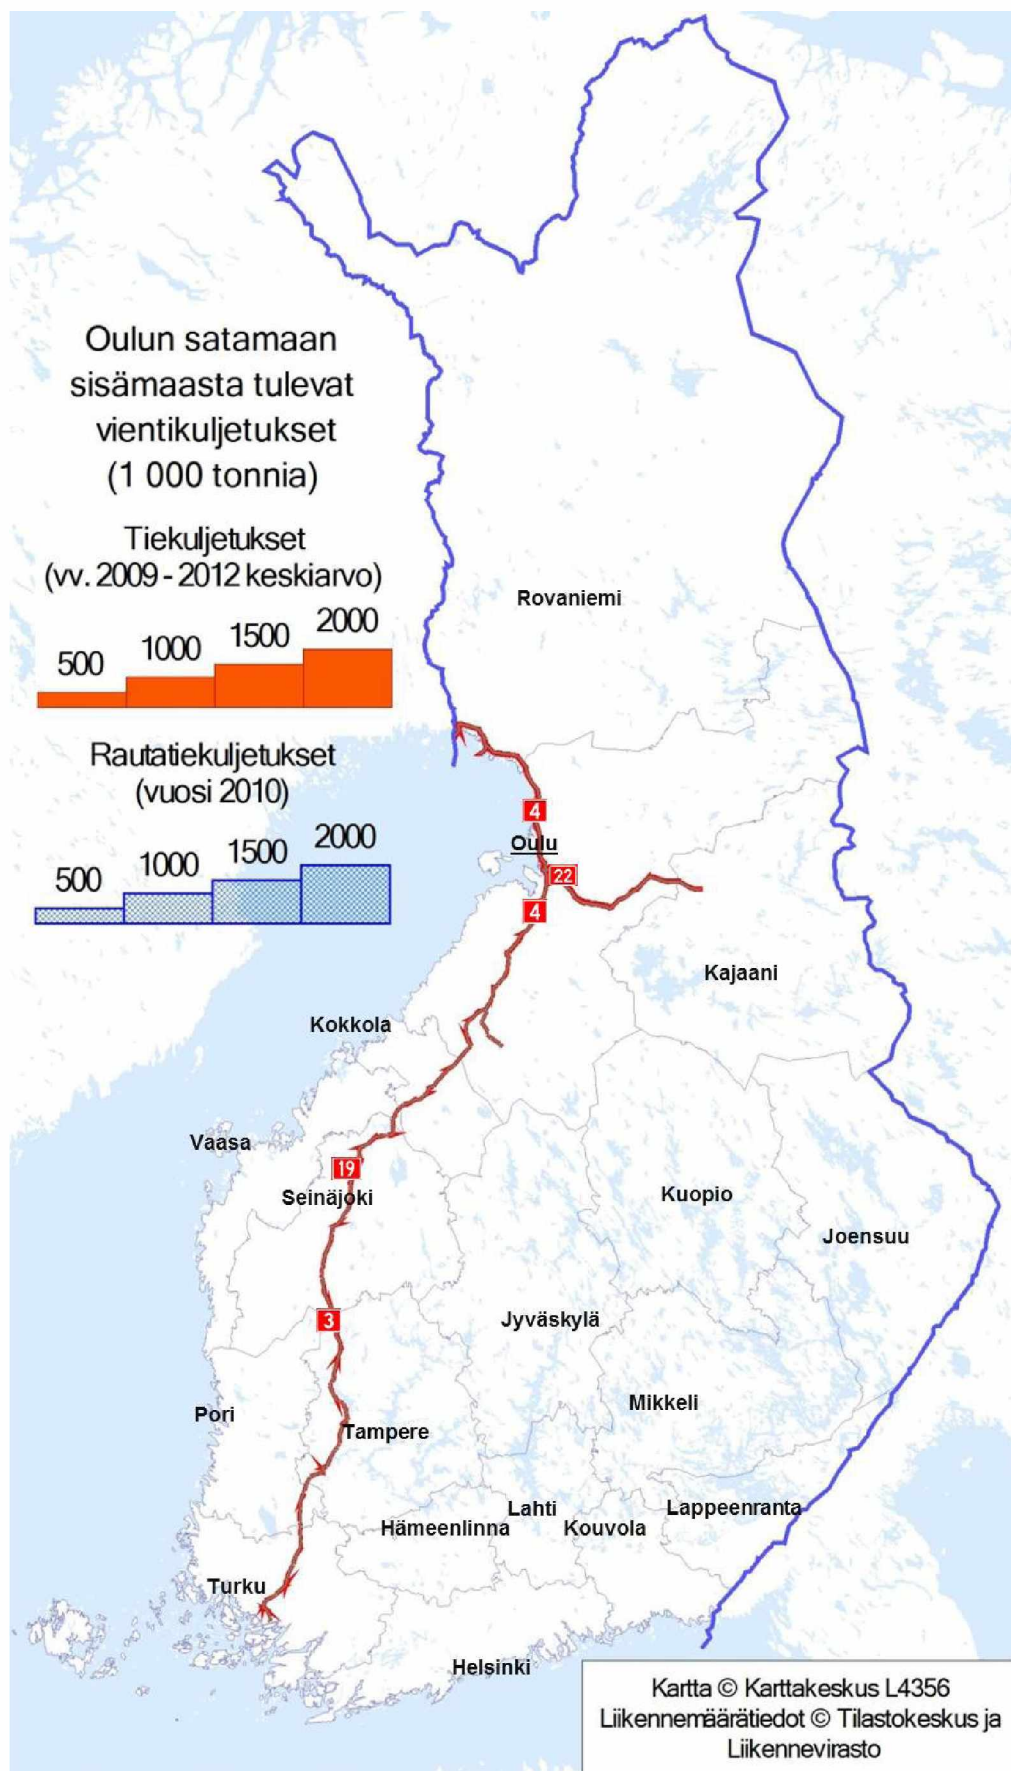 Oulun satamaan
sisämaasta tulevat
vientikuljetukset
(1 000 tonnia)
Tiekuljetukset
(vv. 2009 - 2012 keskiarvo)
500 1000 1500 2000
Rautatiekuljetukset
(vuosi 2010)
500 1000 1500 2000
Rovaniemi
4
Oulu
22
4
Kajaani
Kokkola
Vaasa
19
Seinäjoki
Kuopio
Joensuu
3
Jyväskylä
Mikkeli
Pori
Tampere
Lahti
Lappeenranta
Hämeenlinna
Kouvola
Turku
Helsinki
Kartta © Karttakeskus L4356
Liikennemäärätiedot © Tilastokeskus ja
Liikennevirasto